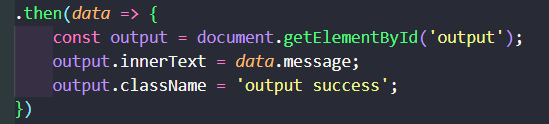 .then(data => {
    const output = document.getElementById('output');
    output.innerText = data.message;
    output.className = 'output success';
})